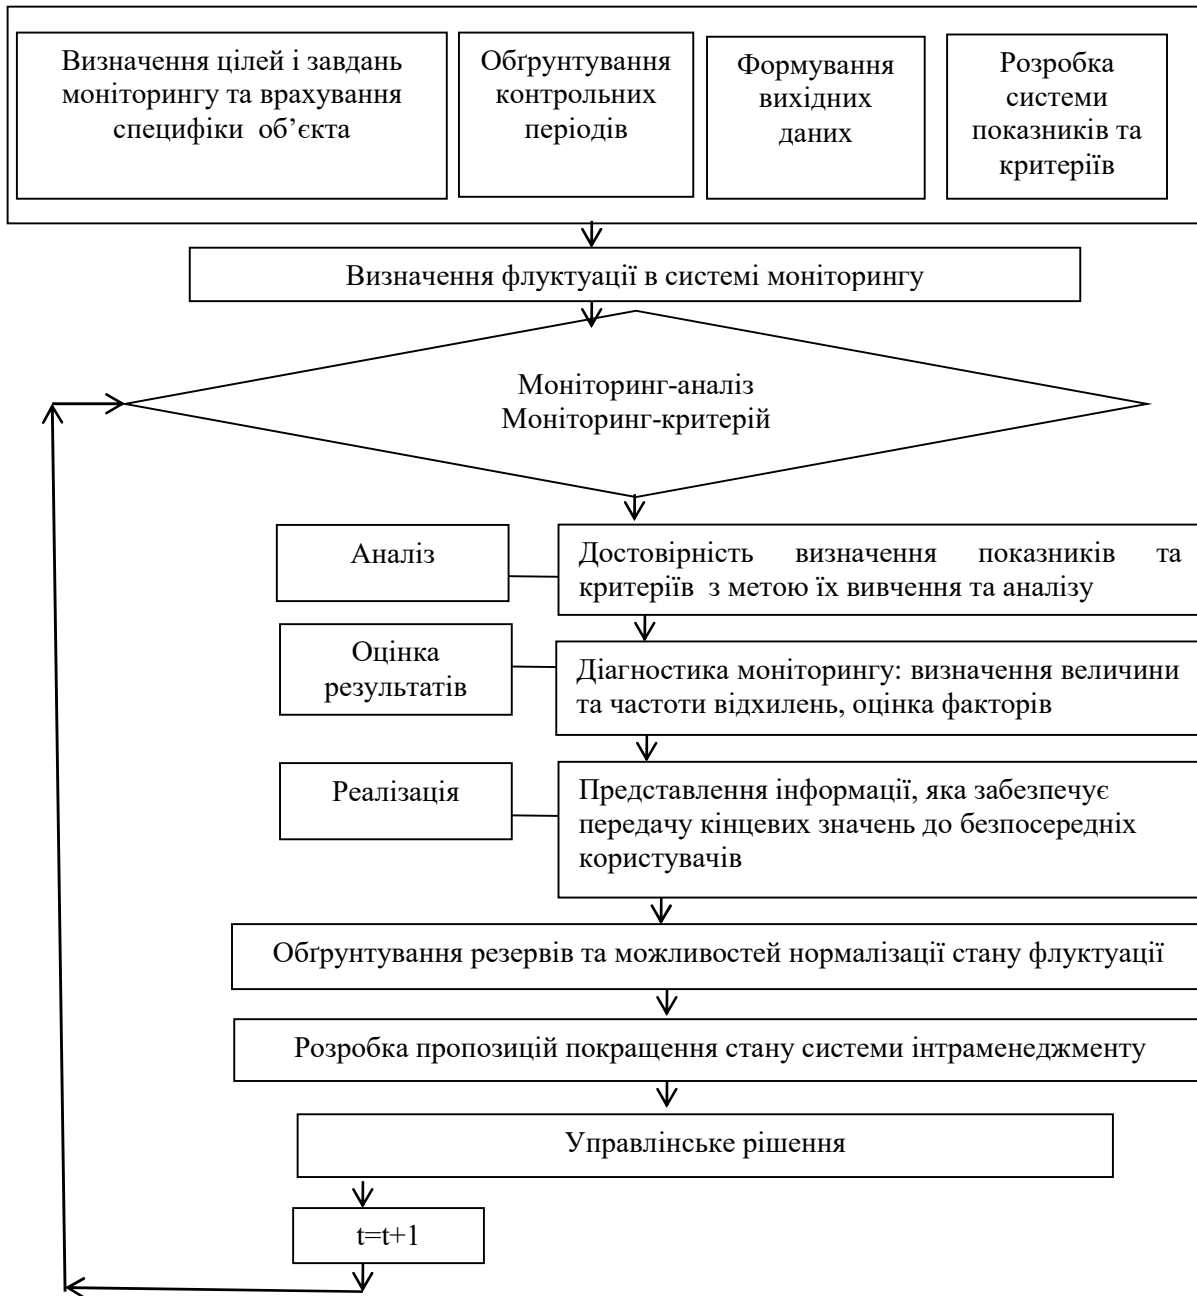 Визначення цілей і завдань
моніторингу та врахування
специфіки об’єкта
Обґрунтування
контрольних
періодів
Формування
вихідних
даних
Розробка
системи
показників та
критеріїв
Визначення флуктуації в системі моніторингу
Моніторинг-аналіз
Моніторинг-критерій
Аналіз
Достовірність визначення показників та
критеріїв з метою їх вивчення та аналізу
Оцінка
результатів
Діагностика моніторингу: визначення величини
та частоти відхилень, оцінка факторів
Реалізація
Представлення інформації, яка забезпечує
передачу кінцевих значень до безпосередніх
користувачів
Обґрунтування резервів та можливостей нормалізації стану флуктуації
Розробка пропозицій покращення стану системи інтраменеджменту
Управлінське рішення
t=t+1